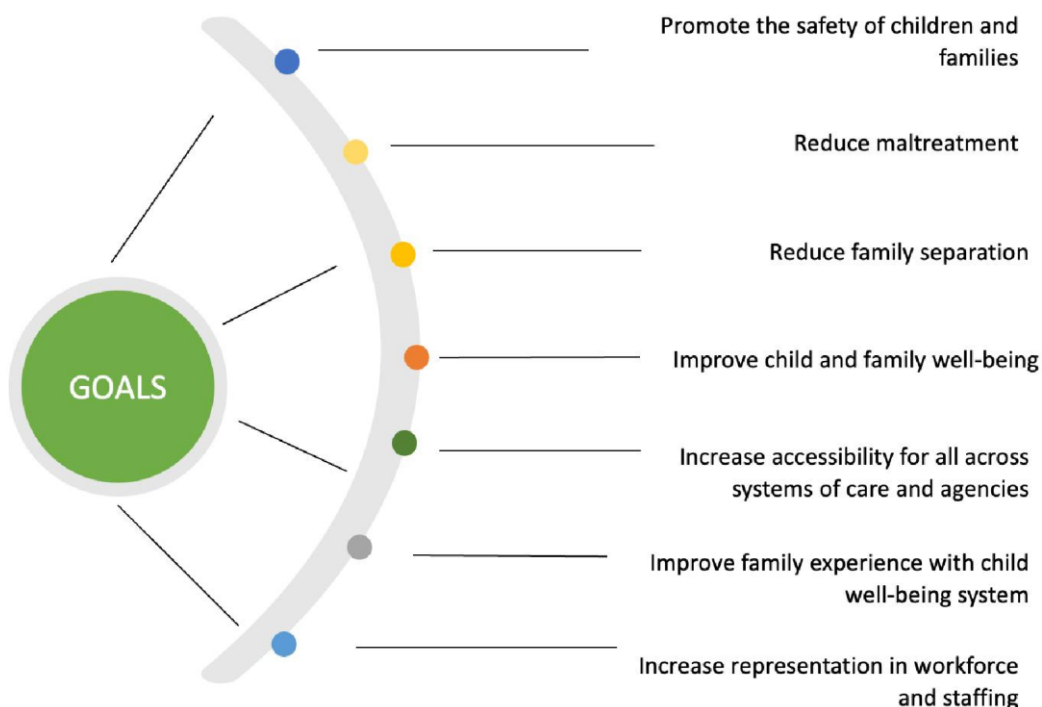 Promote the safety of children and
families
Reduce maltreatment
Reduce family separation
GOALS
Improve child and family well-being
Increase accessibility for all across
systems of care and agencies
Improve family experience with child
well-being system
Increase representation in workforce
and staffing